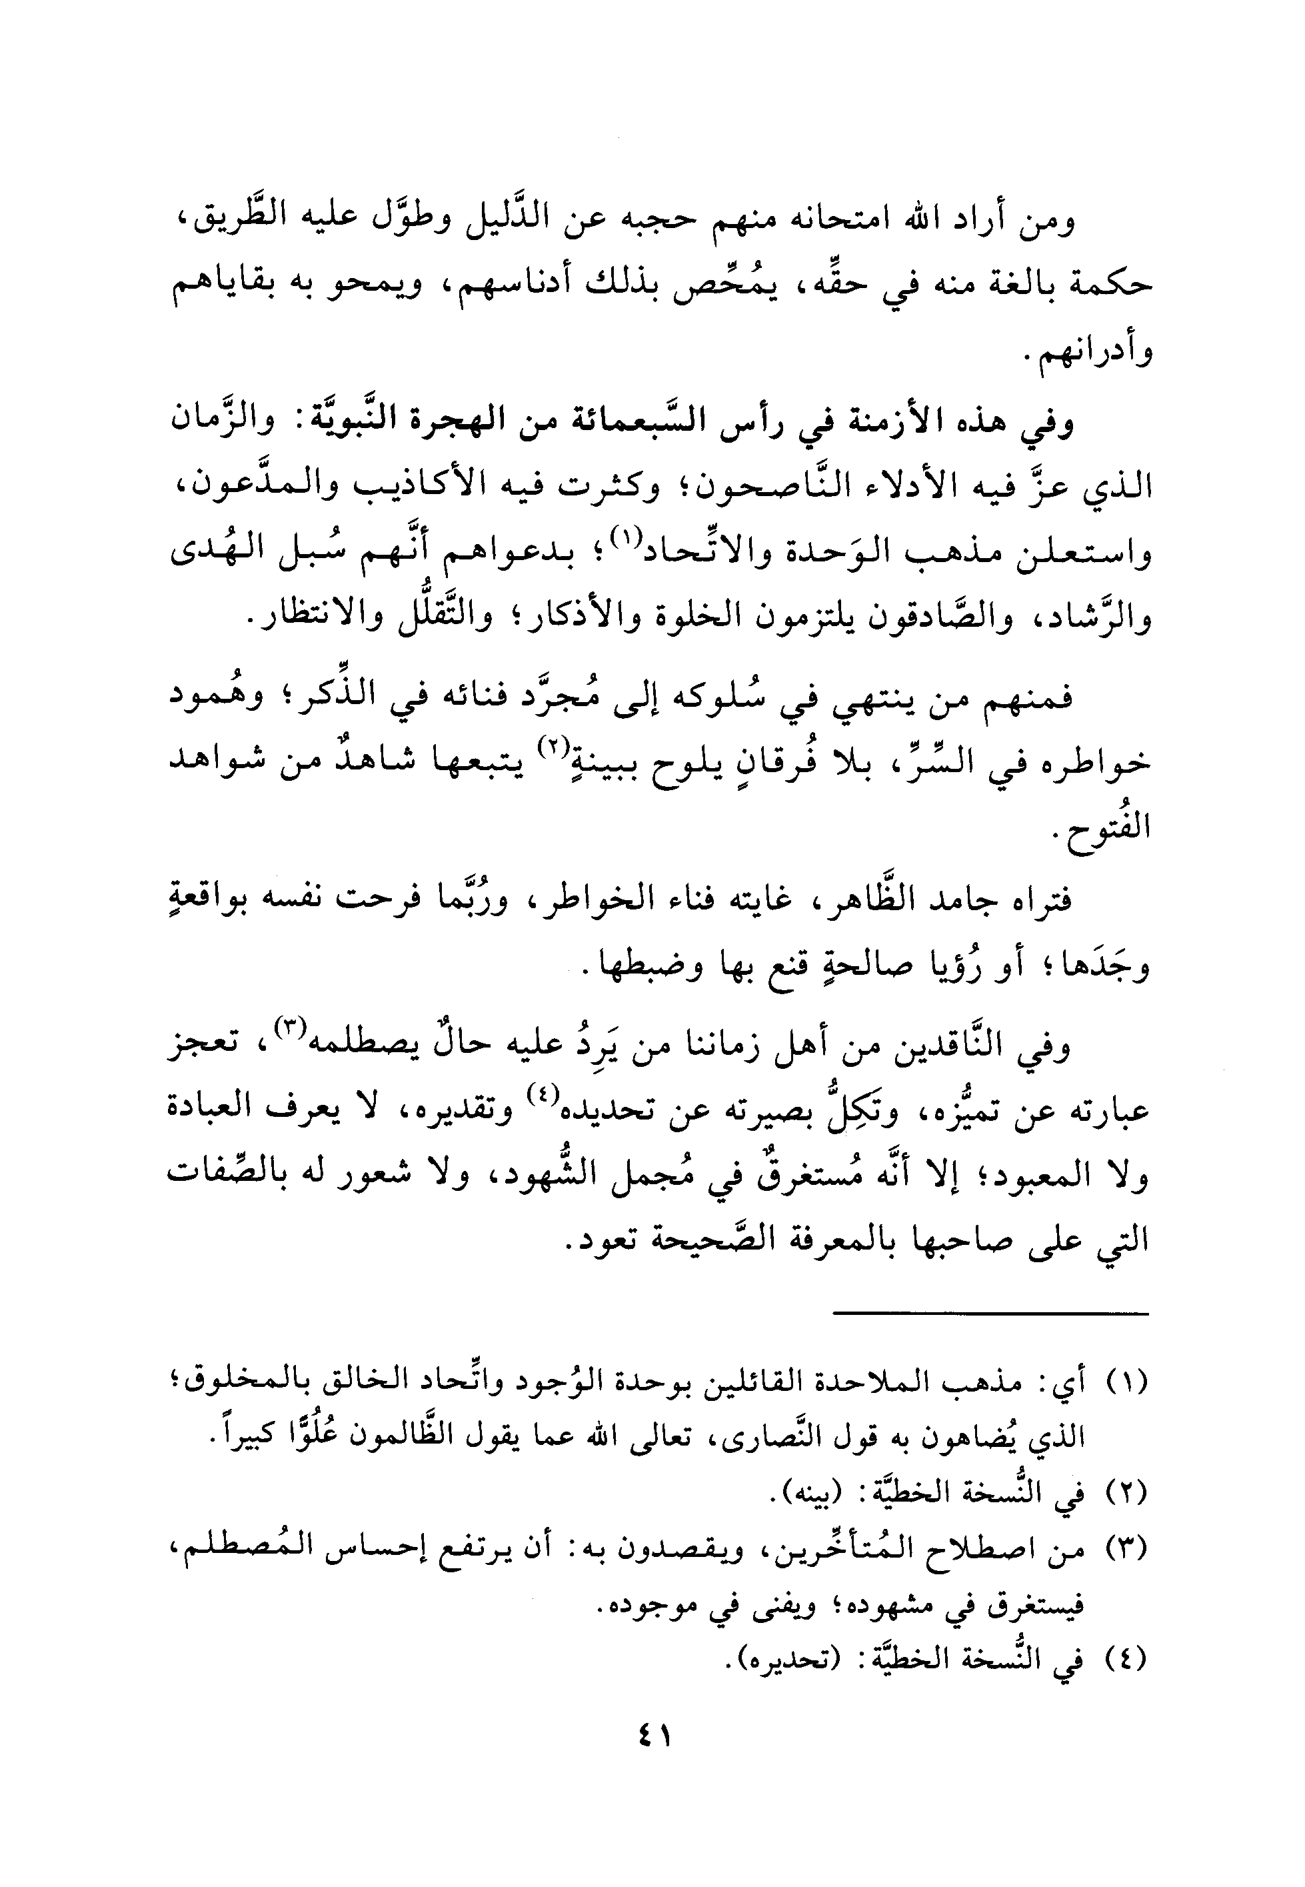 ومن أراد الله امتحانه منهم حجبه عن الدَّليل وطوَّل عليه الطَّريق،
حكمة بالغة منه في حقِّه، يمُحِّص بذلك أدناسهم، ويمحو به بقاياهم
وأدرانهم.
وفي هذه الأزمنة في رأس السَّبعمائة من الهجرة النَّبويَّة: والزَّمان
الذي عزَّ فيه الأدلاء النَّاصحون؛ وكثرت فيه الأكاذيب والمدَّعون،
واستعلن مذهب الوَحدة والاتِّحاد(١)؛ بدعواهم أنَّهم سُبل الهُدى
والرَّشاد، والصَّادقون يلتزمون الخلوة والأذكار؛ والتَّقلُّل والانتظار.
فمنهم من ينتهي في سُلوكه إلى مُجرَّد فنائه في الذِّكر؛ وهُمود
خواطره في السِّرِّ، بلا فُرقانٍ يلوح ببينةٍ(٢) يتبعها شاهدٌ من شواهد
الفُتوح.
فتراه جامد الظَّاهر، غايته فناء الخواطر، ورُبَّما فرحت نفسه بواقعةٍ
وجَدَها؛ أو رُؤيا صالحةٍ قنع بها وضبطها.
وفي النَّاقدين من أهل زماننا من يَرِدُ عليه حالٌ يصطلمه(٣)، تعجز
عبارته عن تميُّزه، وتَكِلُّ بصيرته عن تحديده(٤) وتقديره، لا يعرف العبادة
ولا المعبود؛ إلا أنَّه مُستغرقٌ في مُجمل الشُّهود، ولا شعور له بالصِّفات
التي على صاحبها بالمعرفة الصَّحيحة تعود.
(١) أي: مذهب الملاحدة القائلين بوحدة الوُجود واتِّحاد الخالق بالمخلوق؛
الذي يُضاهون به قول النَّصارى، تعالى الله عما يقول الظَّالمون عُلُوًّا كبيراً.
(٢) في النُّسخة الخطيَّة: (بينه).
(٣) من اصطلاح المُتأخِّرين، ويقصدون به: أن يرتفع إحساس المُصطلم،
فيستغرق في مشهوده؛ ويفنى في موجوده.
(٤) في النُّسخة الخطيَّة: (تحديره).
٤١